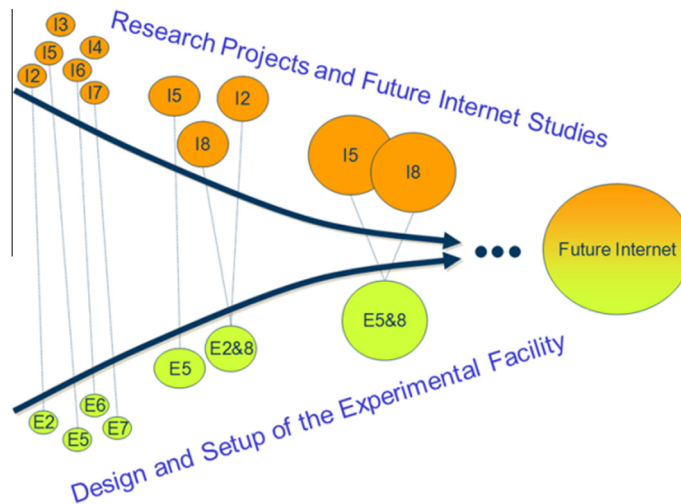 Research Projects and Future Internet Studies
I3
I5
I4
I2
I6
I7
I5
I2
I8
I5
I8
Future Internet
E5&8
E2&8
E5
E2
E6
E5
E7
Design and Setup of the Experimental Facility